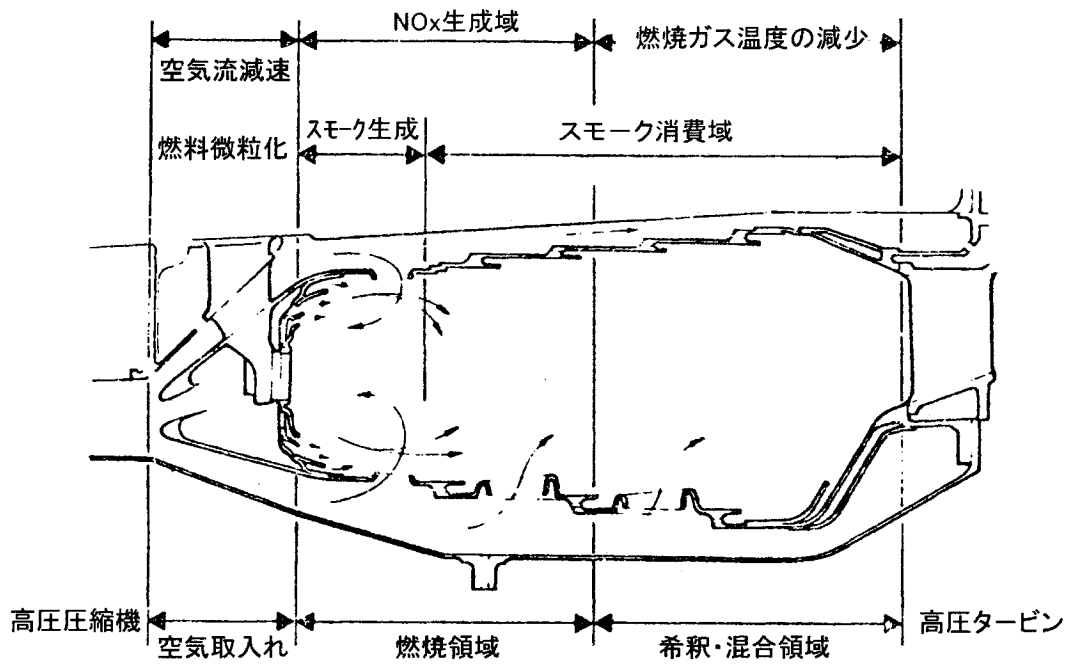 NOx生成域
燃焼ガス温度の減少
空気流減速
スモーク生成
スモーク消費域
燃料微粒化
高圧圧縮機
空気取入れ
燃焼領域
希釈・混合領域
高圧タービン